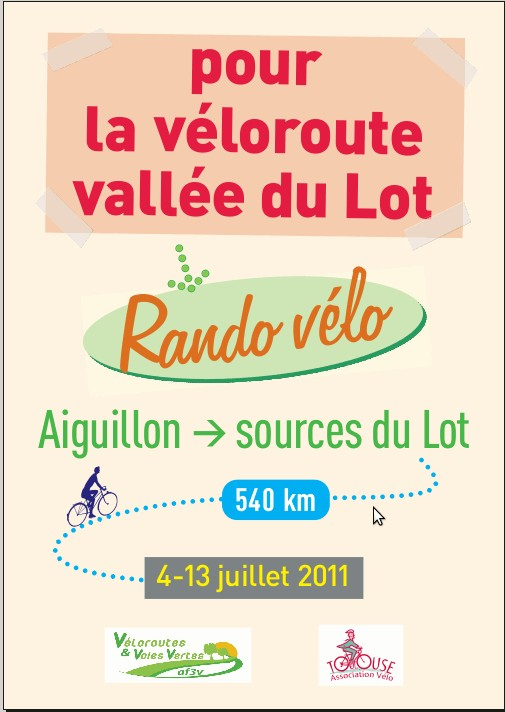 pour
la véloroute
vallée du Lot
Rando vélo
Aiguillon → sources du Lot
540 km
4-13 juillet 2011
Véloroutes
& Voies Vertes
af3v
TOULOUSE
Association Vélo